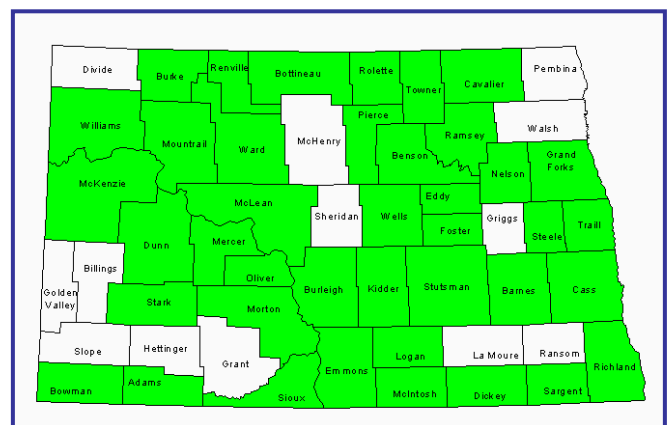 Divide
Burke
Renville
Bottineau
Rolette
Towner
Cavalier
Pembina
Williams
Mountrail
Ward
McHenry
Pierce
Benson
Ramsey
Walsh
Nelson
Grand
Forks
McKenzie
McLean
Sheridan
Wells
Eddy
Foster
Griggs
Steele
Traill
Dunn
Mercer
Oliver
Billings
Golden
Valley
Stark
Morton
Burleigh
Kidder
Stutsman
Barnes
Cass
Slope
Hettinger
Grant
Emmons
Logan
La Moure
Ransom
Richland
Bowman
Adams
Sioux
McIntosh
Dickey
Sargent